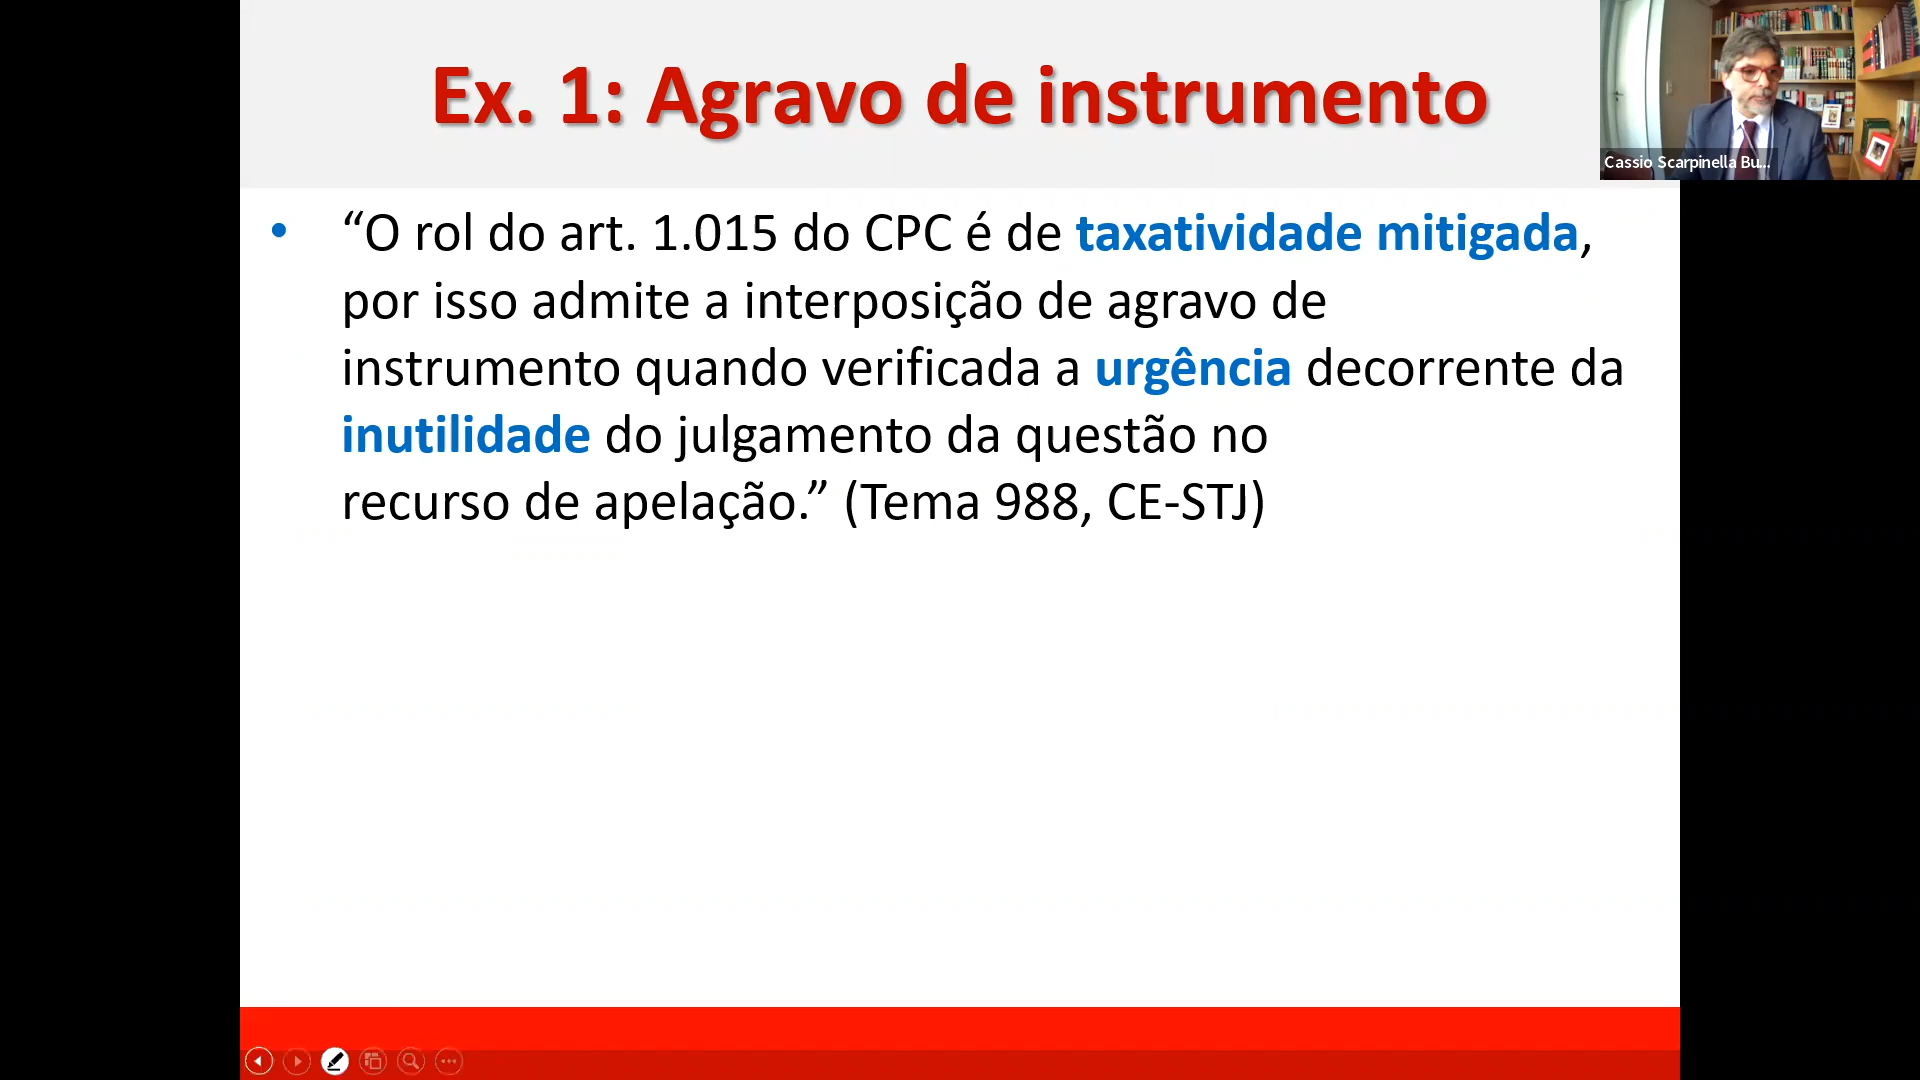 Ex. 1: Agravo de instrumento
Cassio Scarpinella Bu...
• “O rol do art. 1.015 do CPC é de taxatividade mitigada,
por isso admite a interposição de agravo de
instrumento quando verificada a urgência decorrente da
inutilidade do julgamento da questão no
recurso de apelação.” (Tema 988, CE-STJ)